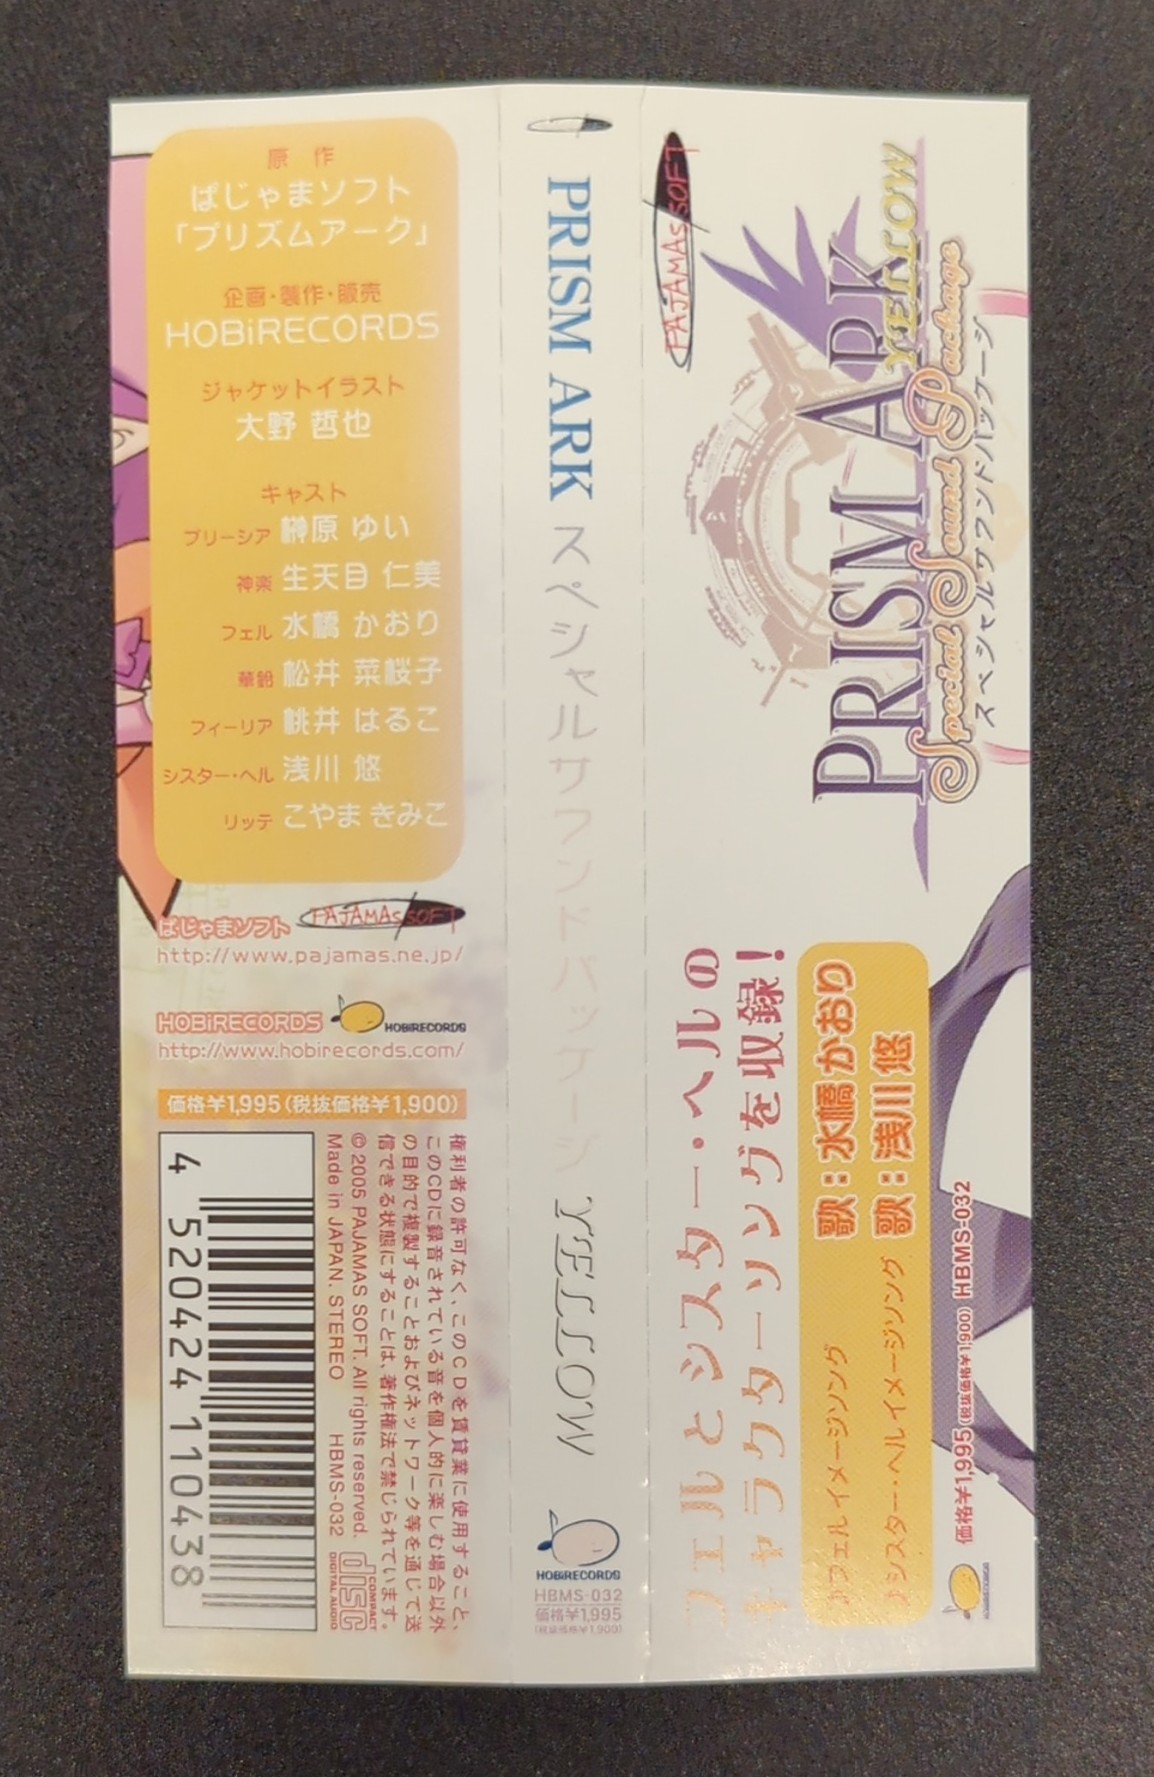 原 作
ぱじゃまソフト
「プリズムアーク」
企画・製作・販売
HOBiRECORDS
ジャケットイラスト
大野 哲也
キャスト
プリーシア 榊原 ゆい
神楽 生天目 仁美
フェル 水橋 かおり
華鈴 松井 菜桜子
フィーリア 桃井 はるこ
シスター・ヘル 浅川 悠
リッテ こやま きみこ
ぱじゃまソフト PAJAMAs/SOFT
http://www.pajamas.ne.jp/
HOBiRECORDS HOBiRECORDS
http://www.hobirecords.com/
価格¥1,995(税抜価格¥1,900)
権利者の許可なく、このCDを賃貸業に使用すること、
このCDに録音されている音を個人的に楽しむ場合以外
の目的で複製することおよびネットワーク等を通じて送
信できる状態にすることは、著作権法で禁じられています。
© 2005 PAJAMAS SOFT. All rights reserved.
Made in JAPAN. STEREO HBMS-032
COMPACT disc DIGITAL AUDIO
4 520424 110438
PRISM ARK スペシャルサウンドパッケージ YELLOW
HOBiRECORDS
HBMS-032
価格¥1,995
(税抜価格¥1,900)
PAJAMAs/SOFT
PRISM ARK
YELLOW
Special Sound Package
スペシャルサウンドパッケージ
フェルとシスター・ヘルの
キャラクターソングを収録!
♪フェルイメージソング 歌:水橋かおり
♪シスター・ヘルイメージソング 歌:浅川 悠
HOBiRECORDS 価格¥1,995(税抜価格¥1,900) HBMS-032